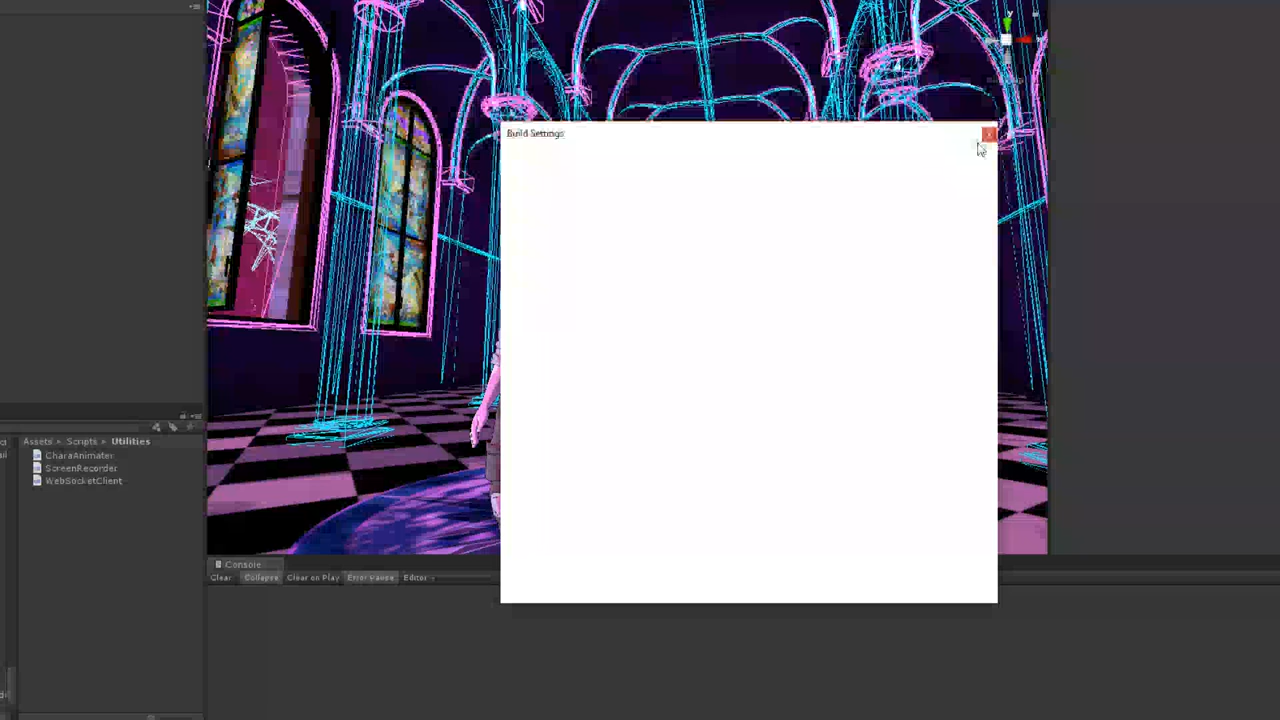 Build Settings
Assets ▸ Scripts ▸ Utilities
CharaAnimater
ScreenRecorder
WebSocketClient
Console
Clear Collapse Clear on Play Error Pause Editor